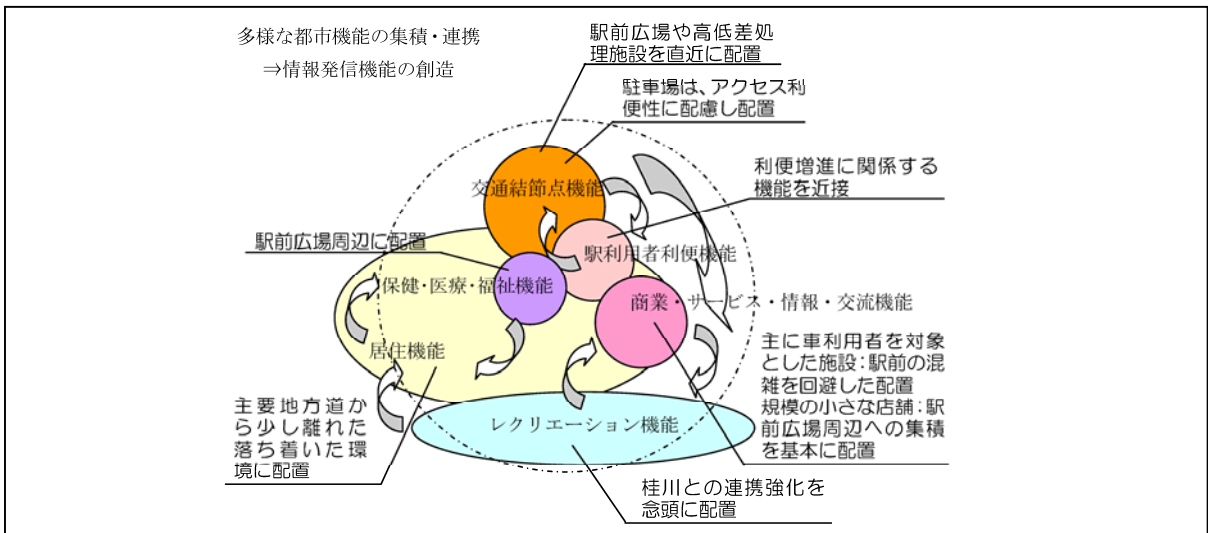 多様な都市機能の集積・連携
⇒情報発信機能の創造
駅前広場や高低差処
理施設を直近に配置
駐車場は、アクセス利
便性に配慮し配置
利便増進に関係する
機能を近接
交通結節点機能
駅前広場周辺に配置
駅利用者利便機能
保健・医療・福祉機能
商業・サービス・情報・交流機能
居住機能
主に車利用者を対象
とした施設：駅前の混
雑を回避した配置
規模の小さな店舗：駅
前広場周辺への集積
を基本に配置
主要地方道か
ら少し離れた
落ち着いた環
境に配置
レクリエーション機能
桂川との連携強化を
念頭に配置